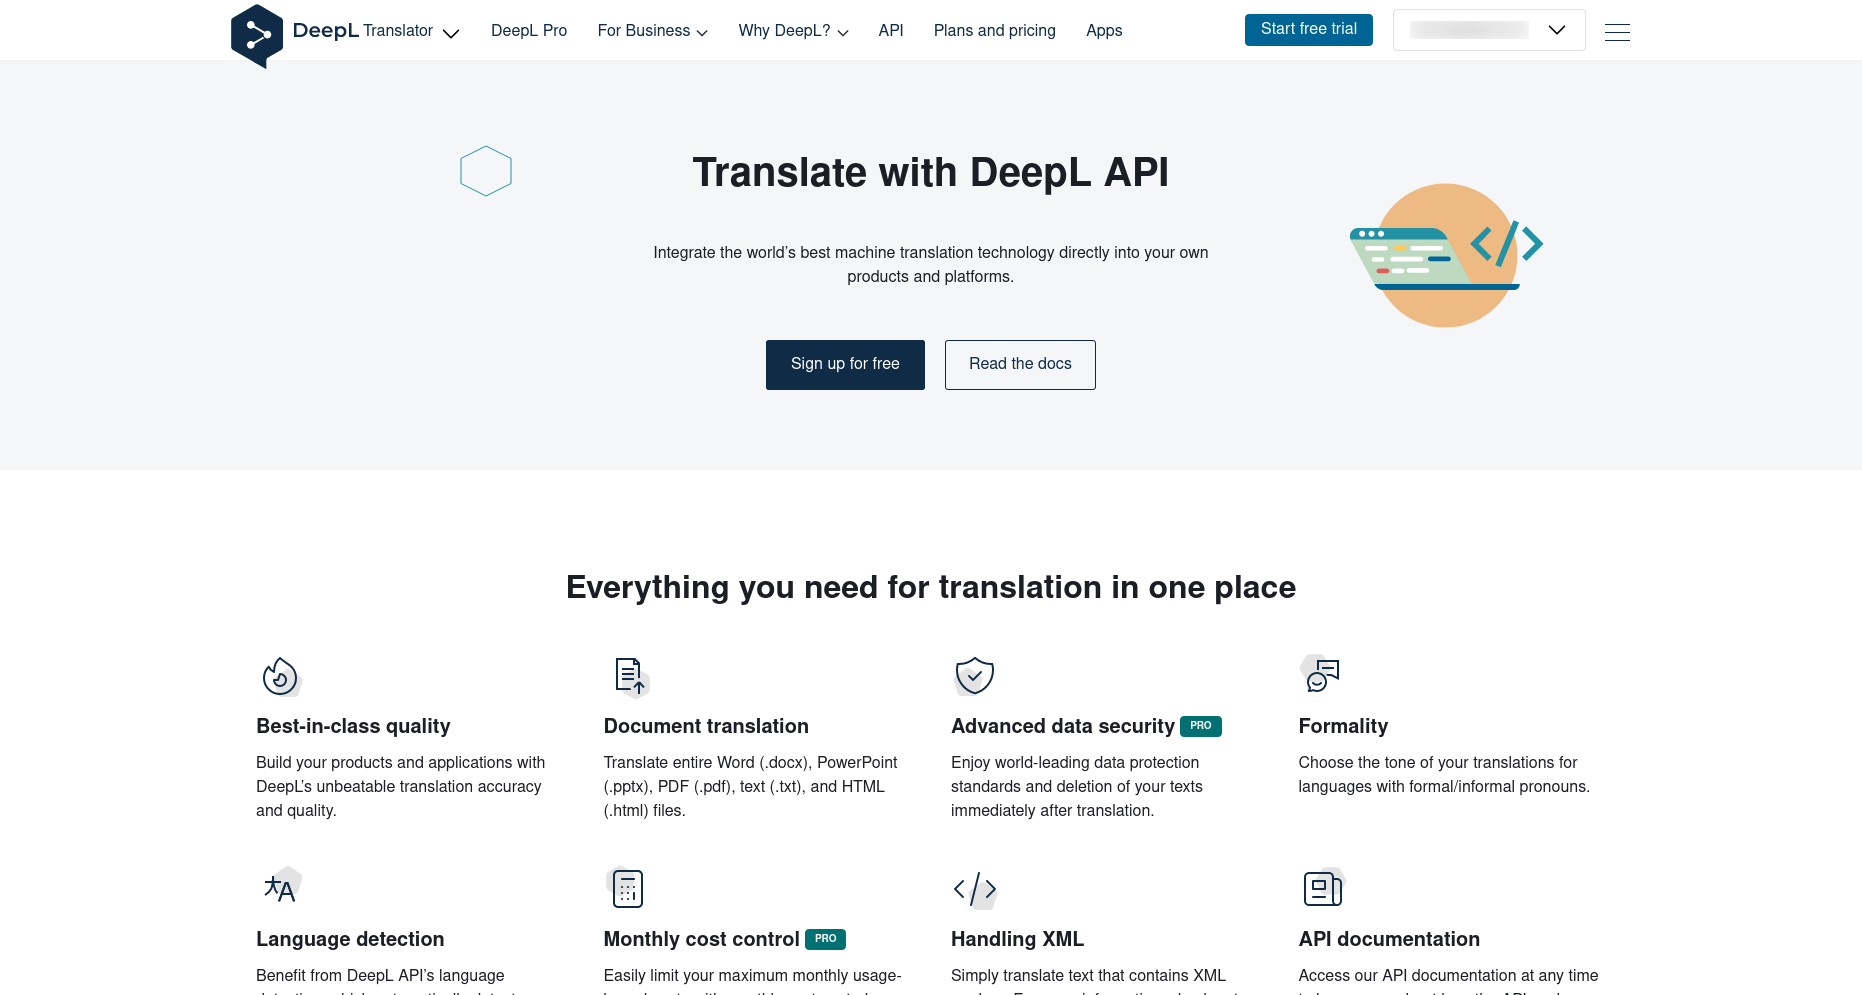 DeepL Translator DeepL Pro For Business Why DeepL? API Plans and pricing Apps Start free trial
Translate with DeepL API
Integrate the world's best machine translation technology directly into your own
products and platforms.
Sign up for free Read the docs
Everything you need for translation in one place
Best-in-class quality
Build your products and applications with
DeepL's unbeatable translation accuracy
and quality.
Document translation
Translate entire Word (.docx), PowerPoint
(.pptx), PDF (.pdf), text (.txt), and HTML
(.html) files.
Advanced data security PRO
Enjoy world-leading data protection
standards and deletion of your texts
immediately after translation.
Formality
Choose the tone of your translations for
languages with formal/informal pronouns.
Language detection
Benefit from DeepL API's language
Monthly cost control PRO
Easily limit your maximum monthly usage-
Handling XML
Simply translate text that contains XML
API documentation
Access our API documentation at any time